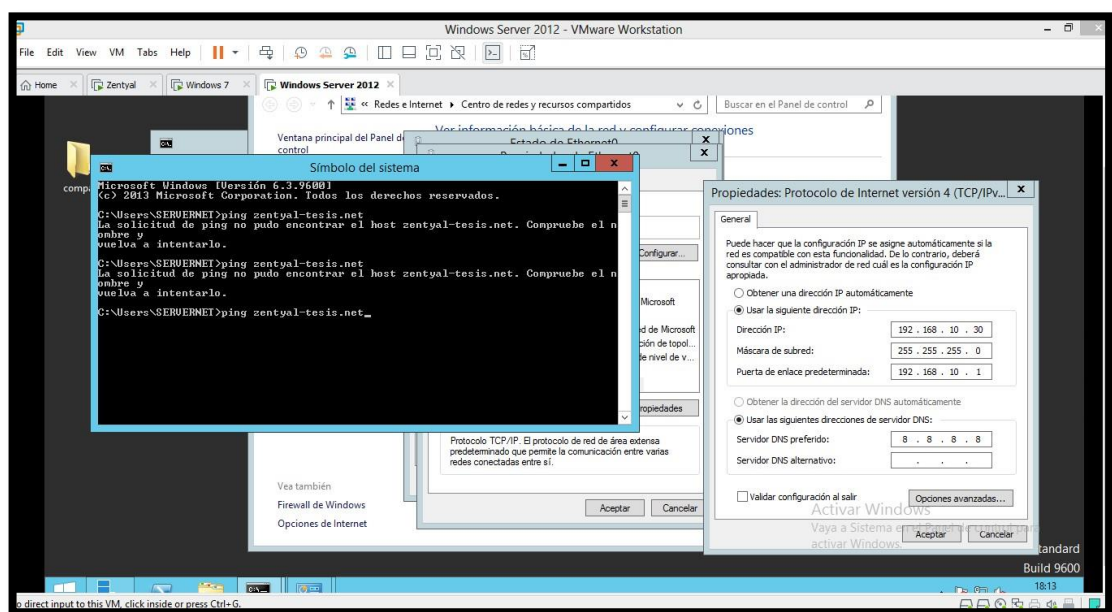 Windows Server 2012 - VMware Workstation
File Edit View VM Tabs Help
Home
Zentyal
Windows 7
Windows Server 2012
« Redes e Internet
Centro de redes y recursos compartidos
Buscar en el Panel de control
Ventana principal del Panel de
control
Ver información básica de la red y configurar conexiones
Estado de Ethernet0
Símbolo del sistema
Microsoft Windows [Versión 6.3.9600]
(c) 2013 Microsoft Corporation. Todos los derechos reservados.
C:\Users\SERVERNET>ping zentyal-tesis.net
La solicitud de ping no pudo encontrar el host zentyal-tesis.net. Compruebe el n
ombre y
vuelva a intentarlo.
C:\Users\SERVERNET>ping zentyal-tesis.net
La solicitud de ping no pudo encontrar el host zentyal-tesis.net. Compruebe el n
ombre y
vuelva a intentarlo.
C:\Users\SERVERNET>ping zentyal-tesis.net_
Configurar...
Microsoft
de Microsoft
de nivel de v...
Protocolo TCP/IP. El protocolo de red de área extensa
predeterminado que permite la comunicación entre varias
redes conectadas entre sí.
Aceptar
Cancelar
Vea también
Firewall de Windows
Opciones de Internet
Propiedades: Protocolo de Internet versión 4 (TCP/IPv...
General
Puede hacer que la configuración IP se asigne automáticamente si la
red es compatible con esta funcionalidad. De lo contrario, deberá
consultar con el administrador de red cuál es la configuración IP
apropiada.
Obtener una dirección IP automáticamente
Usar la siguiente dirección IP:
Dirección IP: 192 . 168 . 10 . 30
Máscara de subred: 255 . 255 . 255 . 0
Puerta de enlace predeterminada: 192 . 168 . 10 . 1
Obtener la dirección del servidor DNS automáticamente
Usar las siguientes direcciones de servidor DNS:
Servidor DNS preferido: 8 . 8 . 8 . 8
Servidor DNS alternativo: . . .
Validar configuración al salir
Opciones avanzadas...
Activar Windows
Vaya a Sistema en el Panel de control par
activar Windows.
Aceptar
Cancelar
tandard
Build 9600
18:13
o direct input to this VM, click inside or press Ctrl+G.